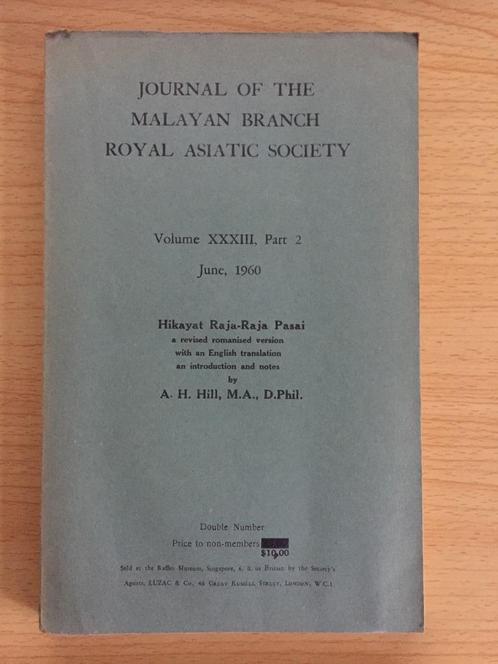 JOURNAL OF THE
MALAYAN BRANCH
ROYAL ASIATIC SOCIETY
Volume XXXIII, Part 2
June, 1960
Hikayat Raja-Raja Pasai
a revised romanised version
with an English translation
an introduction and notes
by
A. H. Hill, M.A., D.Phil.
Double Number
Price to non-members
$10.00
Sold at the Raffles Museum, Singapore, 6. & in Britain by the Society's
Agents, LUZAC & Co, 46 GREAT RUSSELL STREET, LONDON, W.C.1.